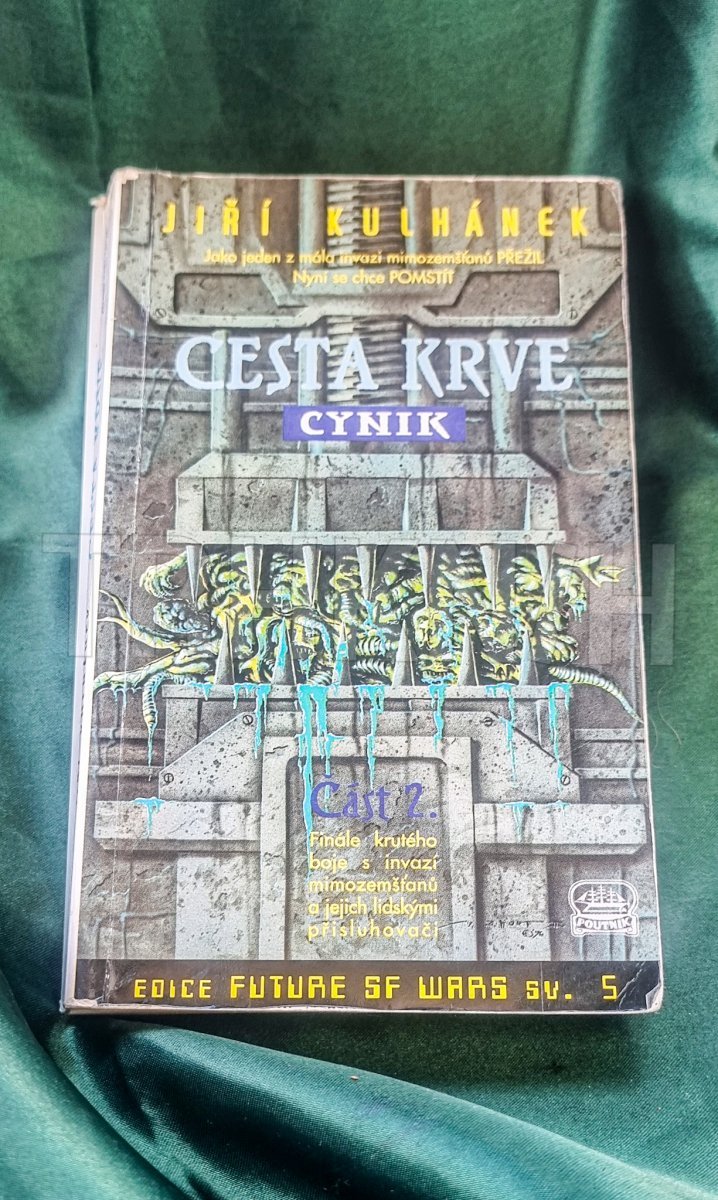 JIŘÍ KULHÁNEK
Jako jeden z mála invazi mimozemšťanů PŘEŽIL
Nyní se chce POMSTÍT
CESTA KRVE
CYNIK
Část 2.
Finále krutého
boje s invazí
mimozemšťanů
a jejich lidskými
přisluhovači
POUTNÍK
EDICE FUTURE SF WARS SV. 5